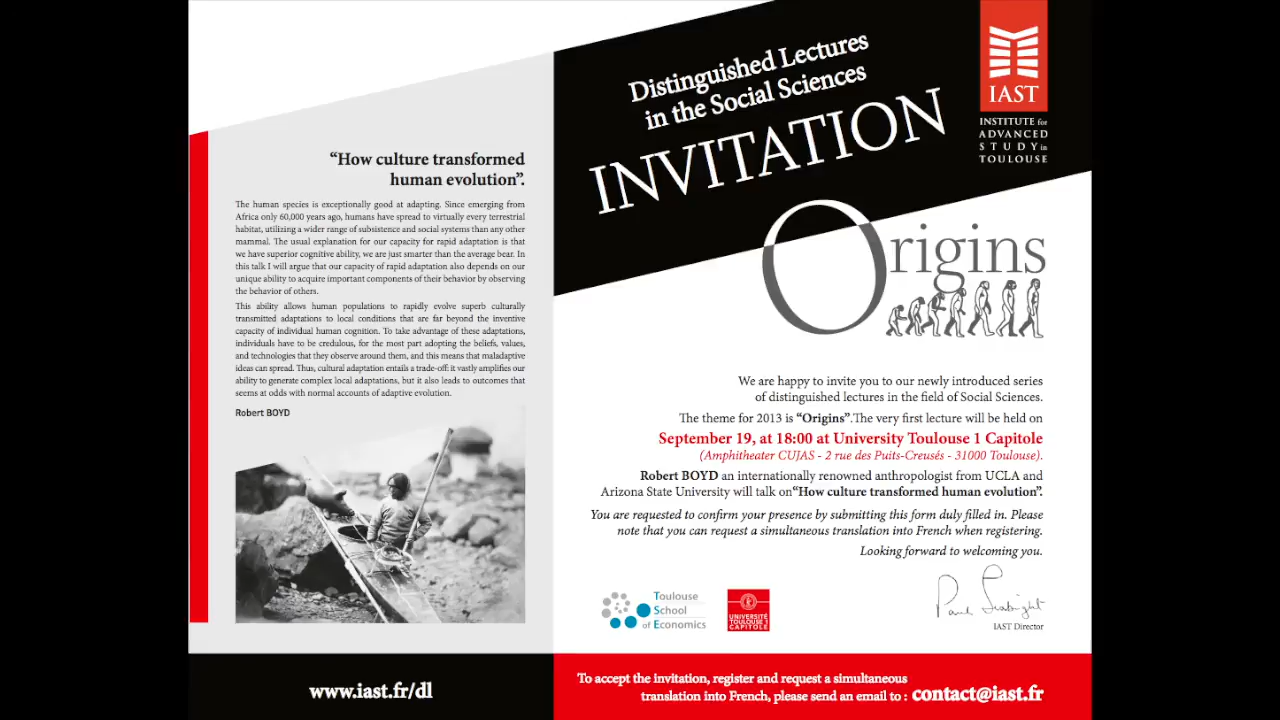 “How culture transformed
human evolution”.
The human species is exceptionally good at adapting. Since emerging from
Africa only 60,000 years ago, humans have spread to virtually every terrestrial
habitat, utilizing a wider range of subsistence and social systems than any other
mammal. The usual explanation for our capacity for rapid adaptation is that
we have superior cognitive ability, we are just smarter than the average bear. In
this talk I will argue that our capacity of rapid adaptation also depends on our
unique ability to acquire important components of their behavior by observing
the behavior of others.
This ability allows human populations to rapidly evolve superb culturally
transmitted adaptations to local conditions that are far beyond the inventive
capacity of individual human cognition. To take advantage of these adaptations,
individuals have to be credulous, for the most part adopting the beliefs, values,
and technologies that they observe around them, and this means that maladaptive
ideas can spread. Thus, cultural adaptation entails a trade-off: it vastly amplifies our
ability to generate complex local adaptations, but it also leads to outcomes that
seems at odds with normal accounts of adaptive evolution.
Robert BOYD
www.iast.fr/dl
Distinguished Lectures
in the Social Sciences
INVITATION
IAST
INSTITUTE for
ADVANCED
STUDY in
TOULOUSE
Origins
We are happy to invite you to our newly introduced series
of distinguished lectures in the field of Social Sciences.
The theme for 2013 is “Origins”.The very first lecture will be held on
September 19, at 18:00 at University Toulouse 1 Capitole
(Amphitheater CUJAS - 2 rue des Puits-Creusés - 31000 Toulouse).
Robert BOYD an internationally renowned anthropologist from UCLA and
Arizona State University will talk on“How culture transformed human evolution”.
You are requested to confirm your presence by submitting this form duly filled in. Please
note that you can request a simultaneous translation into French when registering.
Looking forward to welcoming you.
Paul Seabright
IAST Director
Toulouse
School
of Economics
UNIVERSITÉ
TOULOUSE 1
CAPITOLE
To accept the invitation, register and request a simultaneous
translation into French, please send an email to : contact@iast.fr